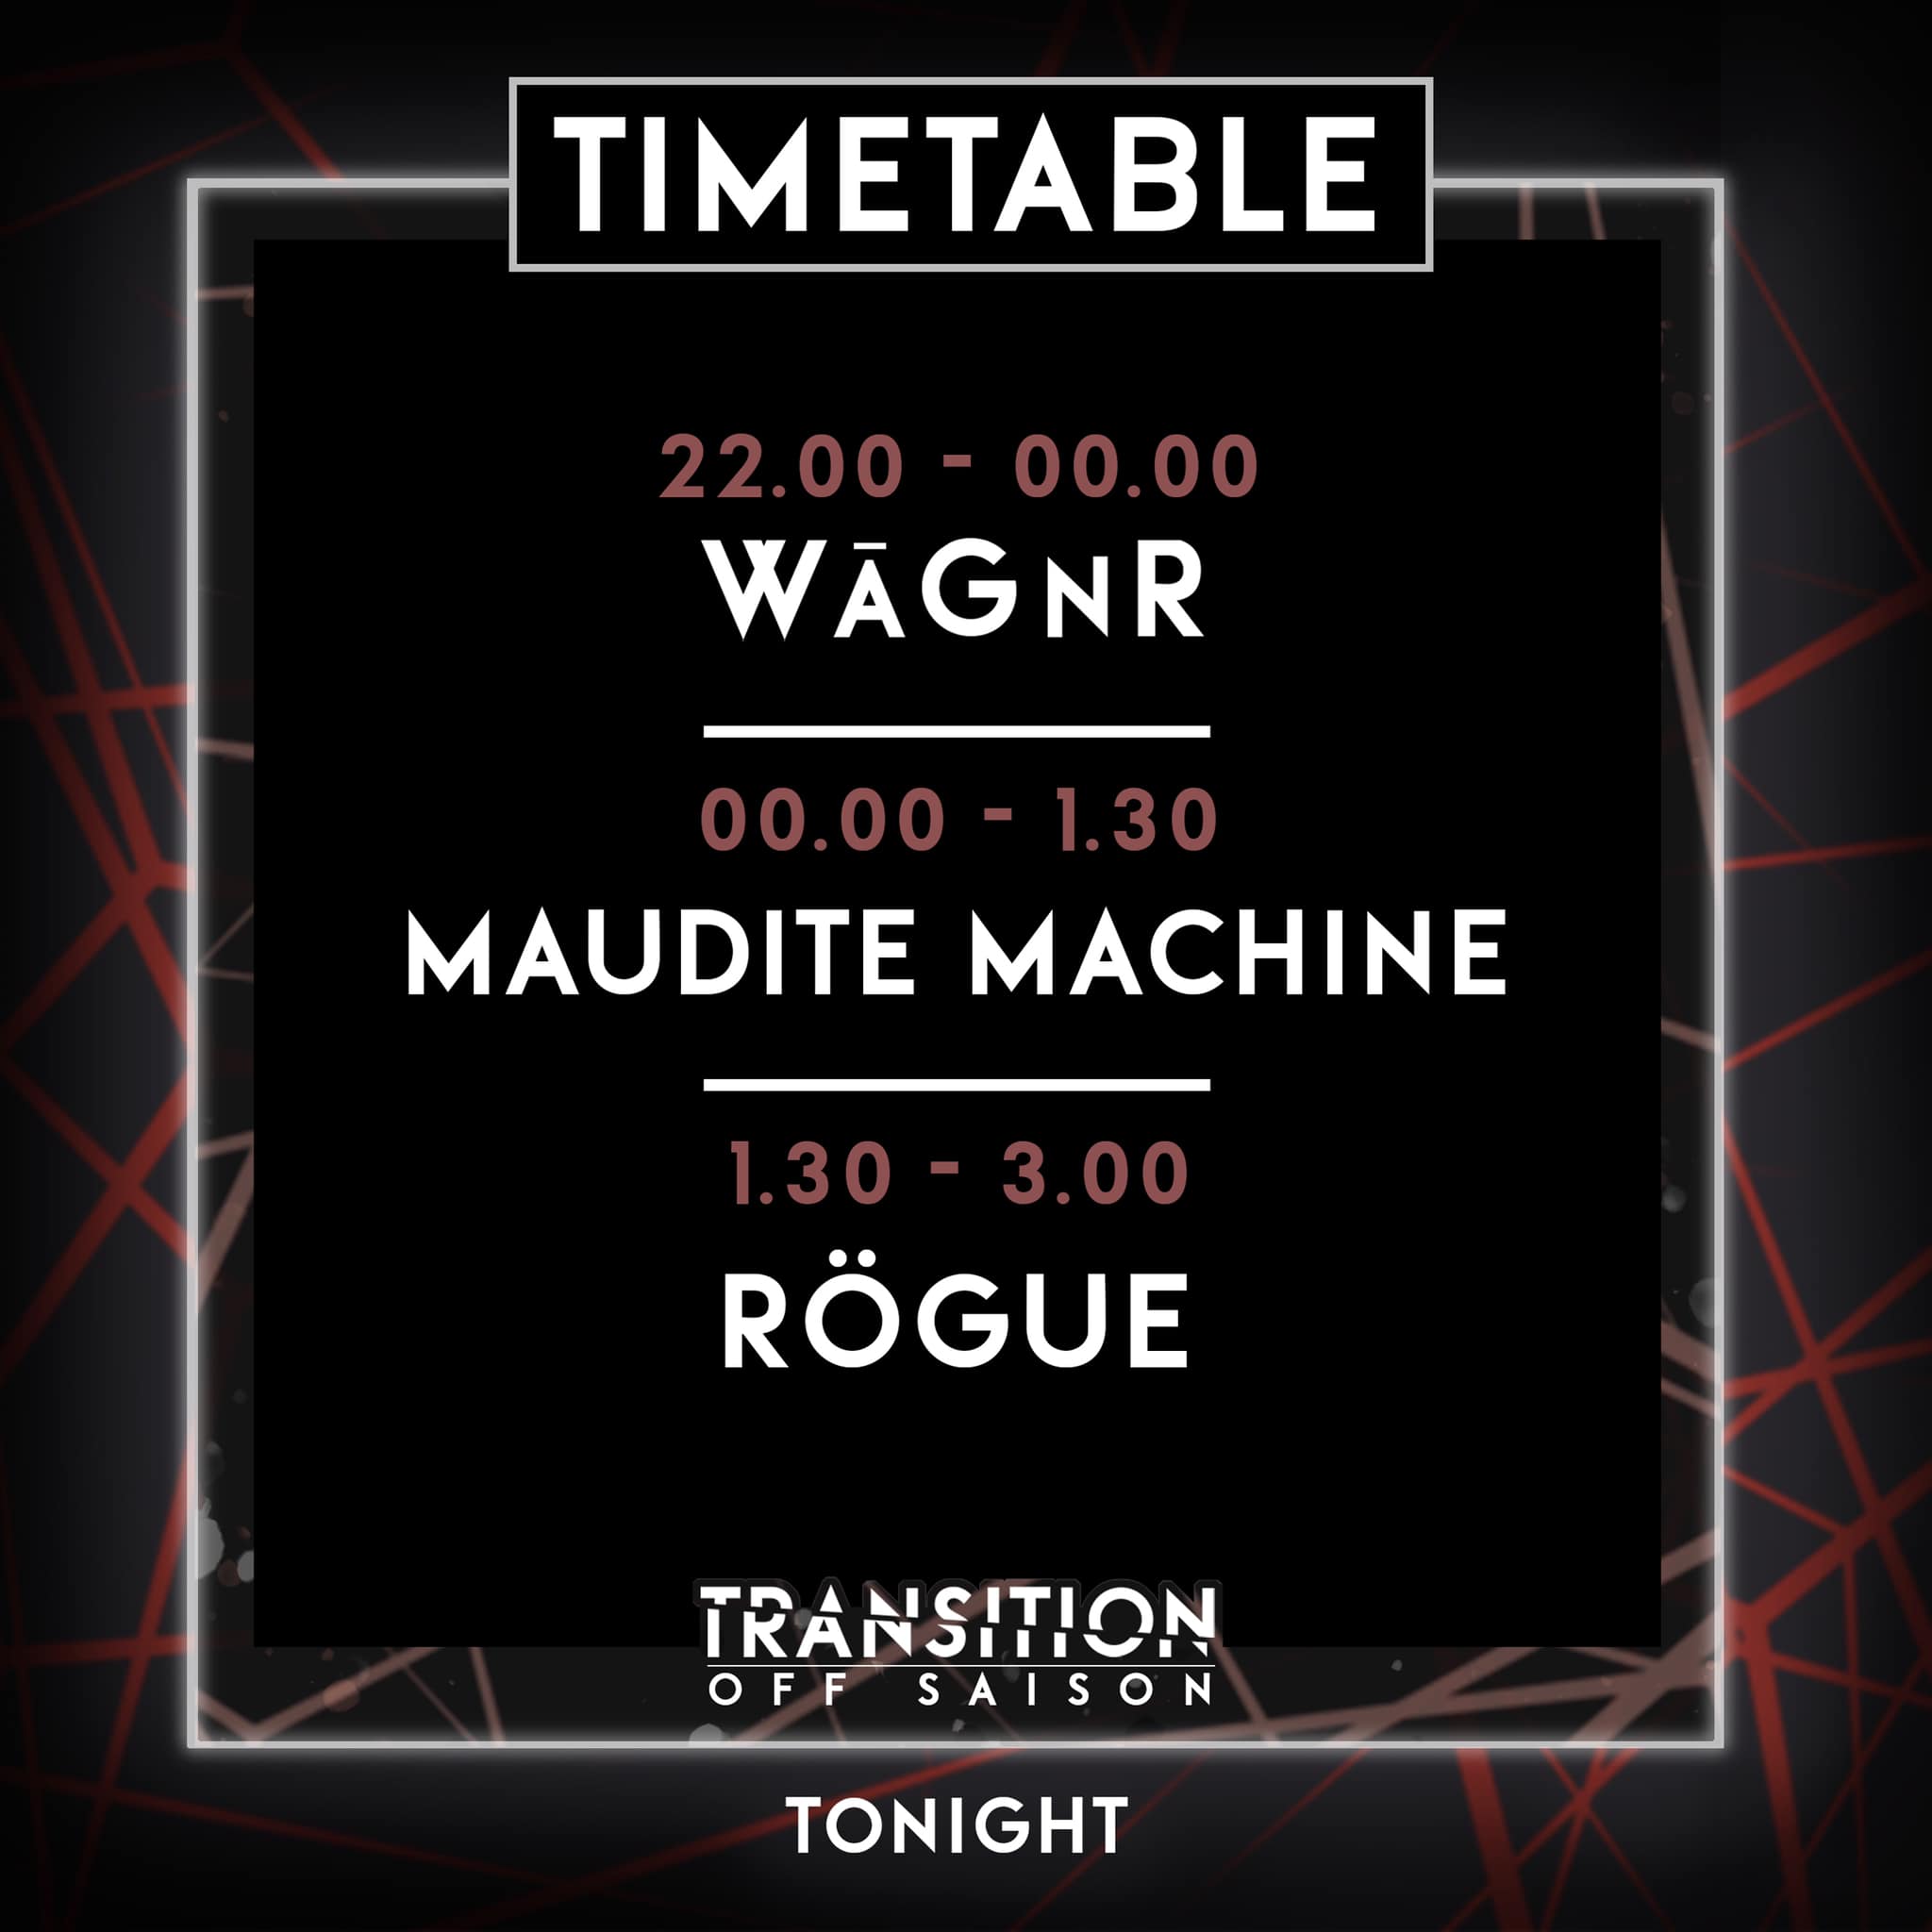 TIMETABLE
22.00 - 00.00
WĀGnR
00.00 - 1.30
MAUDITE MACHINE
1.30 - 3.00
RÖGUE
TRANSITION
OFF SAISON
TONIGHT